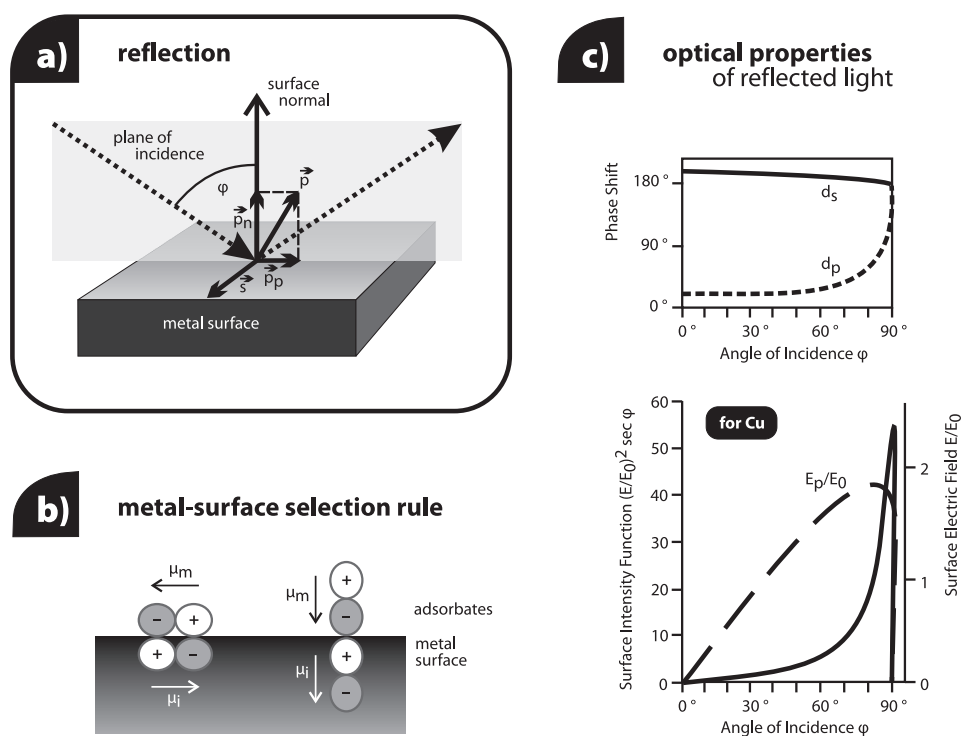 a) reflection
surface
normal
plane of
incidence
φ
p
pn
s
pp
metal surface
b) metal-surface selection rule
μm
- +
+ -
μi
μm
+
-
+
-
μi
adsorbates
metal
surface
c) optical properties
of reflected light
Phase Shift
180 °
90 °
0 °
ds
dp
0 ° 30 ° 60 ° 90 °
Angle of Incidence φ
Surface Intensity Function (E/E0)² sec φ
60
50
40
30
20
10
0
for Cu
Ep/E0
2
1
0
Surface Electric Field E/E0
0 ° 30 ° 60 ° 90 °
Angle of Incidence φ